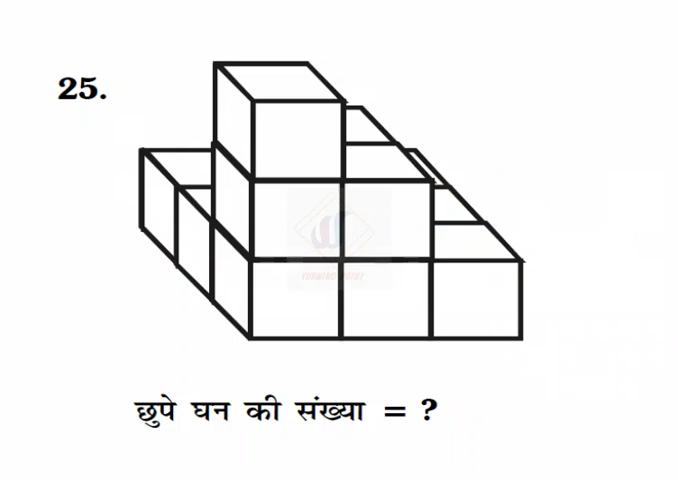 25.
छुपे घन की संख्या = ?